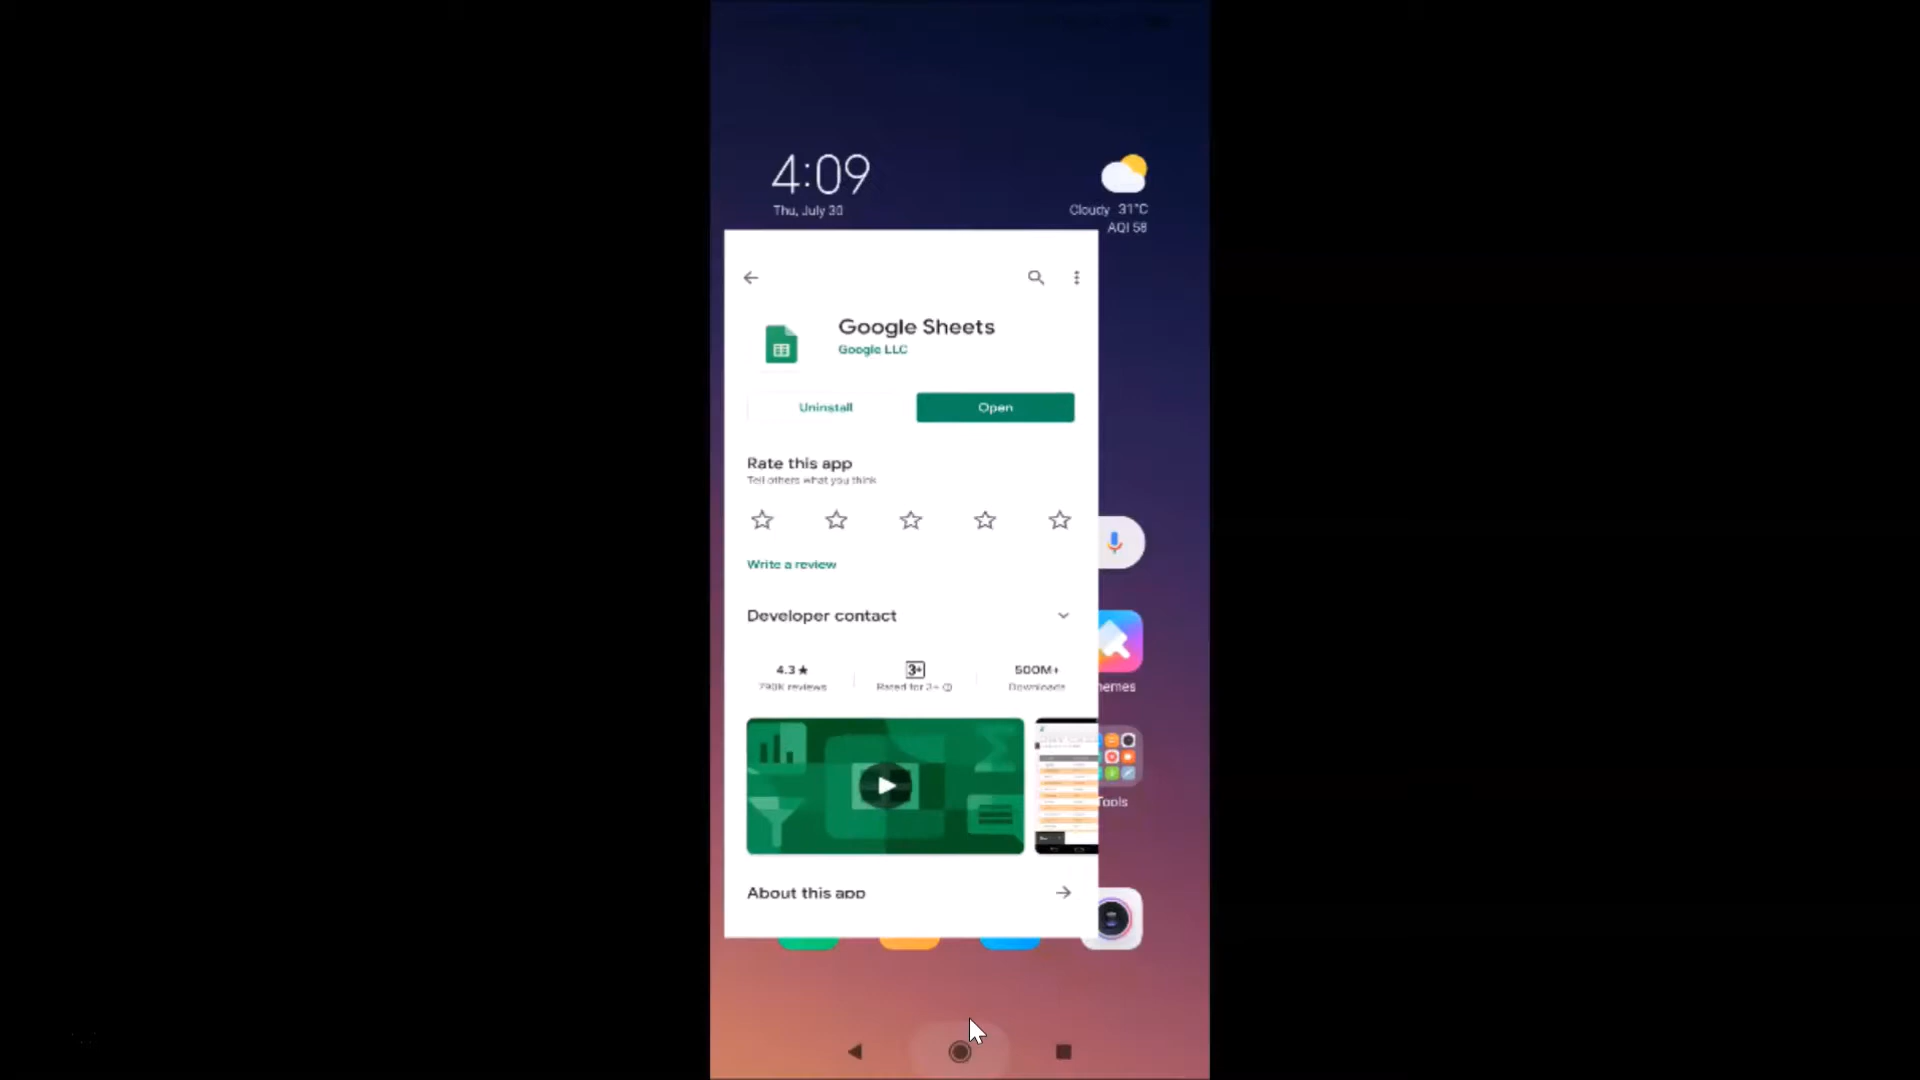 4:09
Thu, July 30
Cloudy 31°C
AQI 58
Google Sheets
Google LLC
Uninstall
Open
Rate this app
Tell others what you think
Write a review
Developer contact
4.3★
3+
500M+
790K reviews
Rated for 3+
Downloads
hemes
Tools
About this app